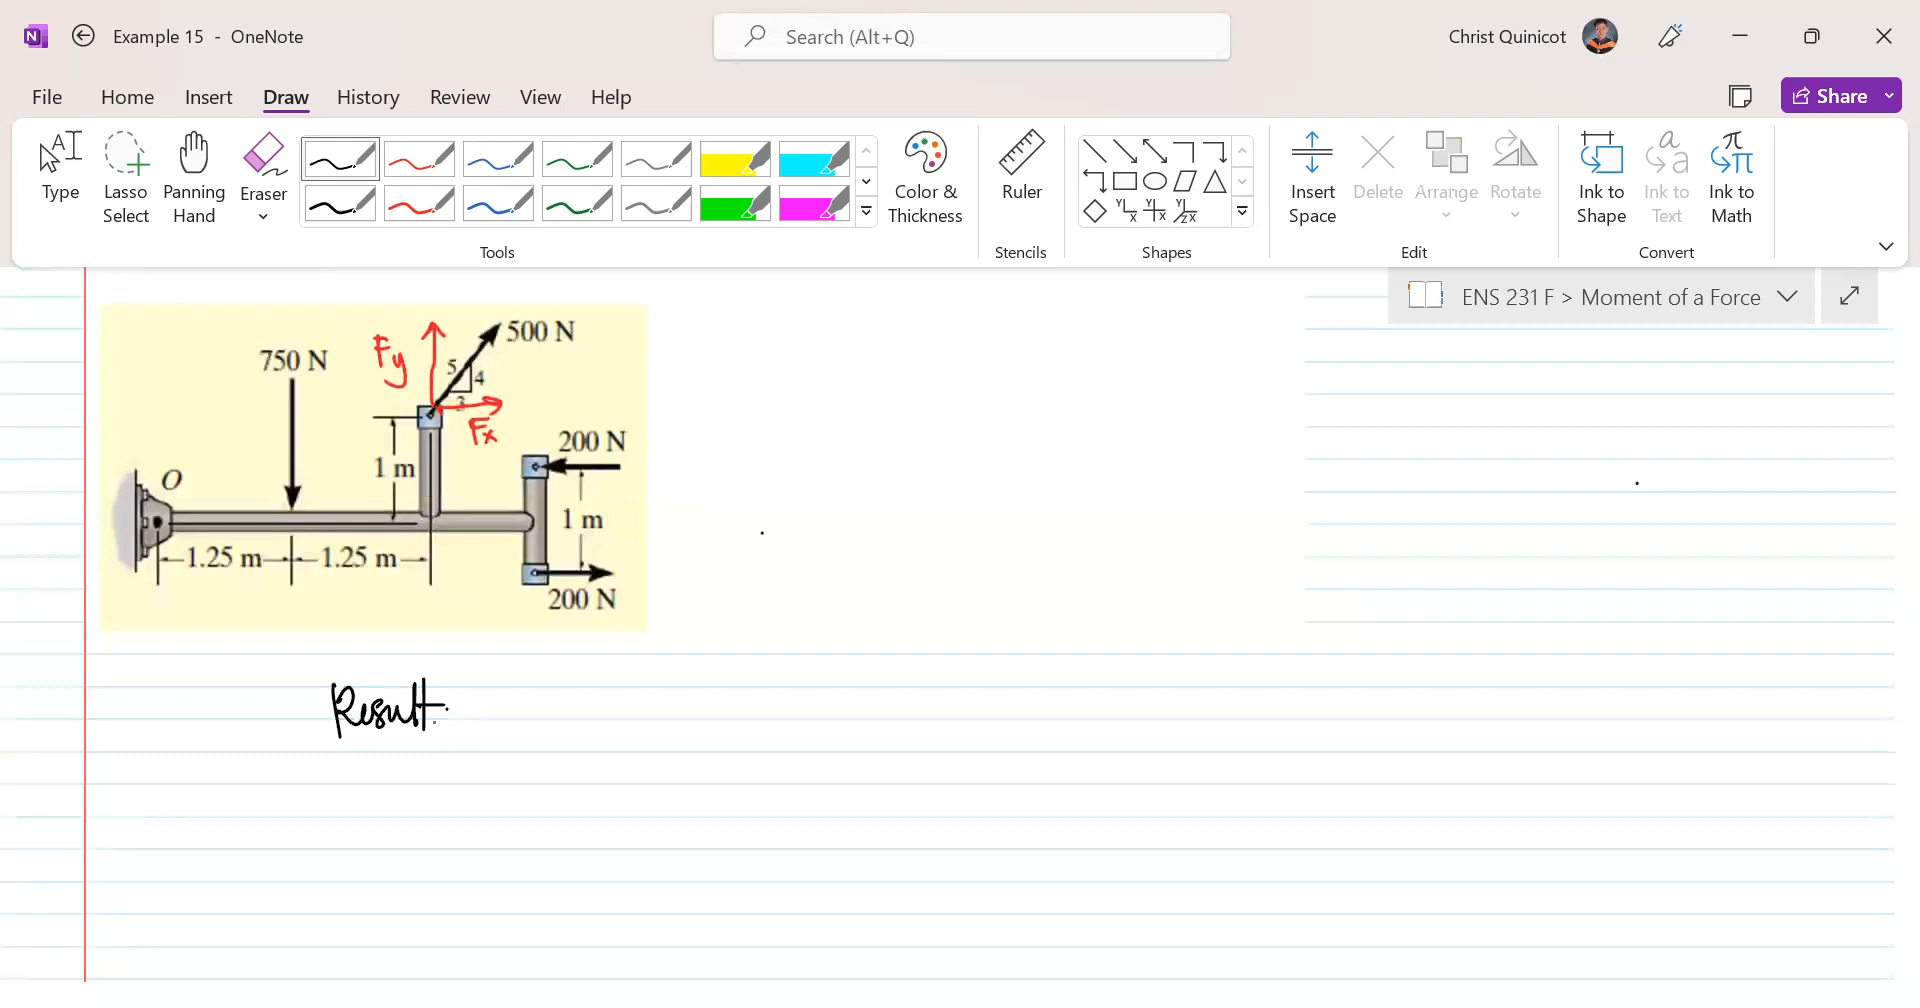 Example 15 - OneNote
Search (Alt+Q)
Christ Quinicot
File Home Insert Draw History Review View Help
Share
Type
Lasso Select
Panning Hand
Eraser
Color & Thickness
Ruler
Insert Space
Delete
Arrange
Rotate
Ink to Shape
Ink to Text
Ink to Math
Tools
Stencils
Shapes
Edit
Convert
ENS 231 F > Moment of a Force
500 N
Fy
750 N
5
4
3
Fx
200 N
1 m
O
1 m
1.25 m
1.25 m
200 N
Result: